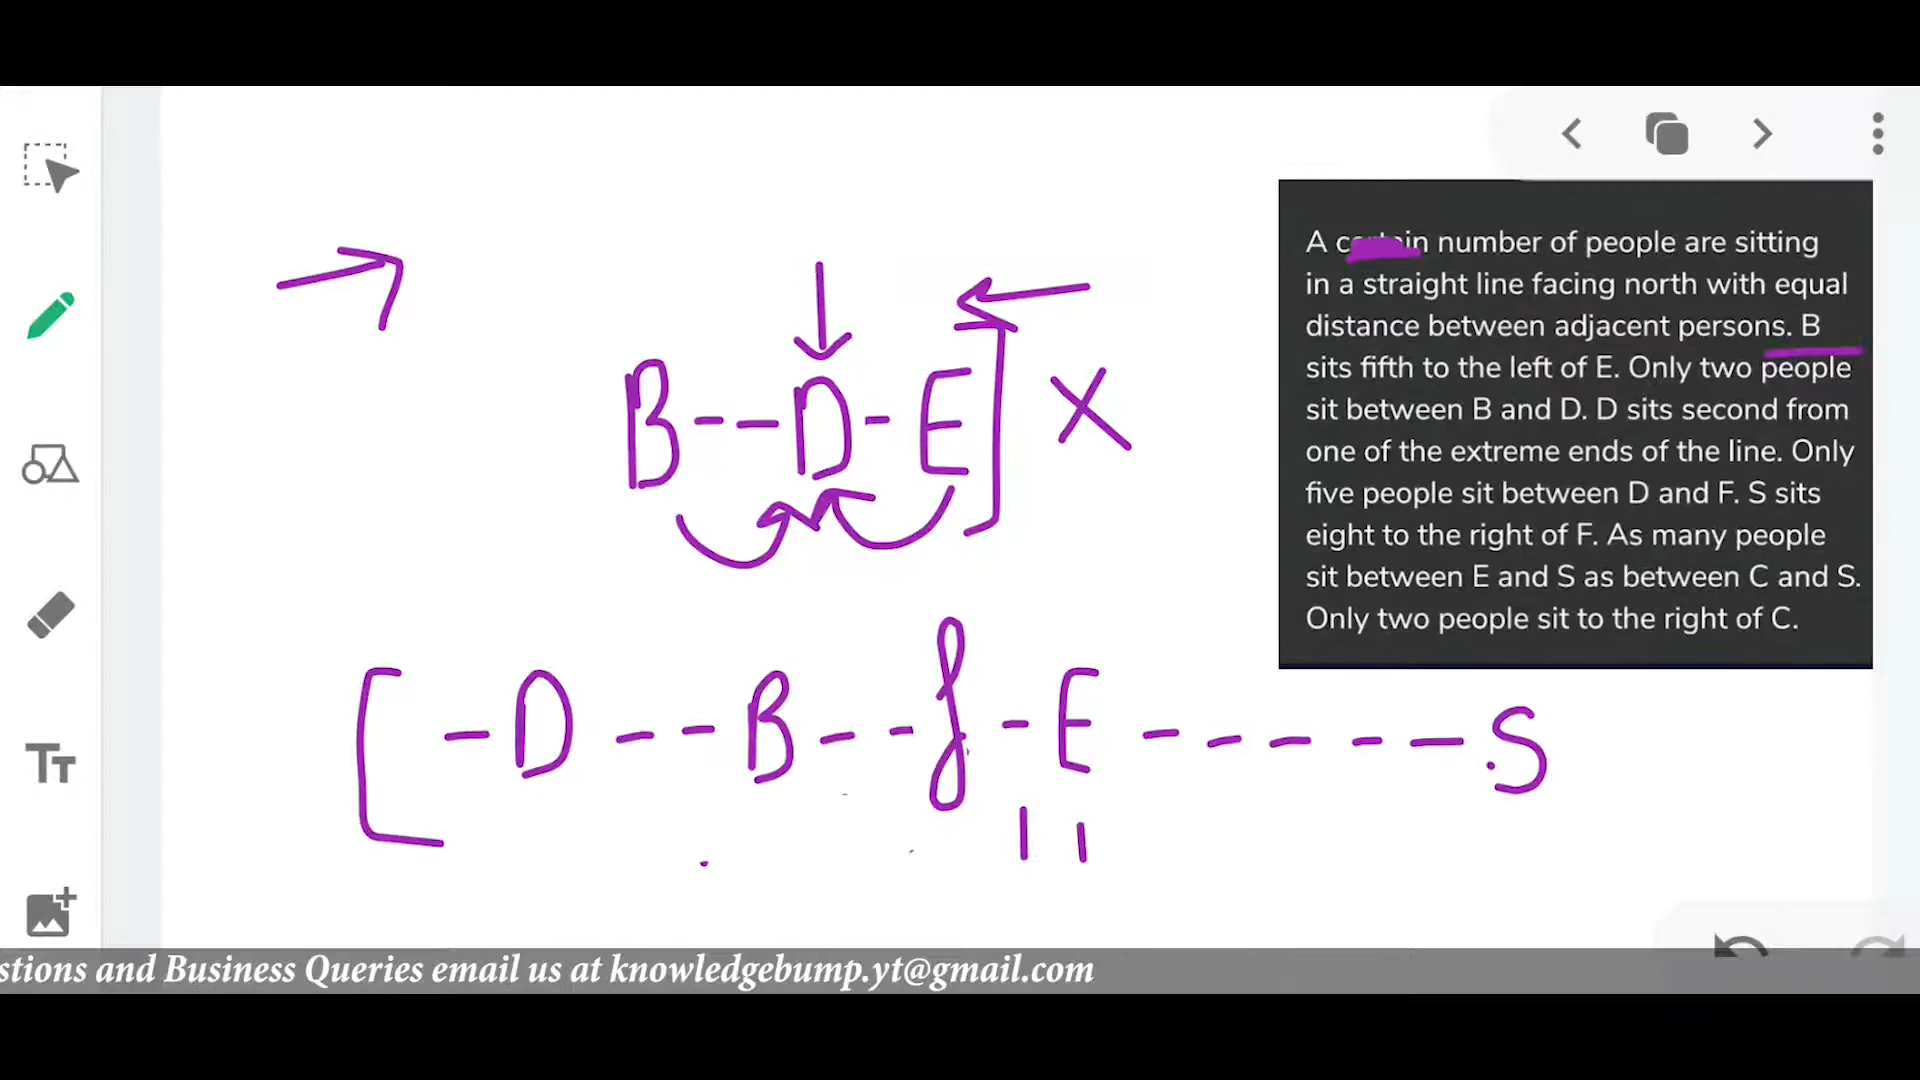 A certain number of people are sitting
in a straight line facing north with equal
distance between adjacent persons. B
sits fifth to the left of E. Only two people
sit between B and D. D sits second from
one of the extreme ends of the line. Only
five people sit between D and F. S sits
eight to the right of F. As many people
sit between E and S as between C and S.
Only two people sit to the right of C.
B -- D - E ] X
[ - D -- B -- f - E ----- S
TT
stions and Business Queries email us at knowledgebump.yt@gmail.com